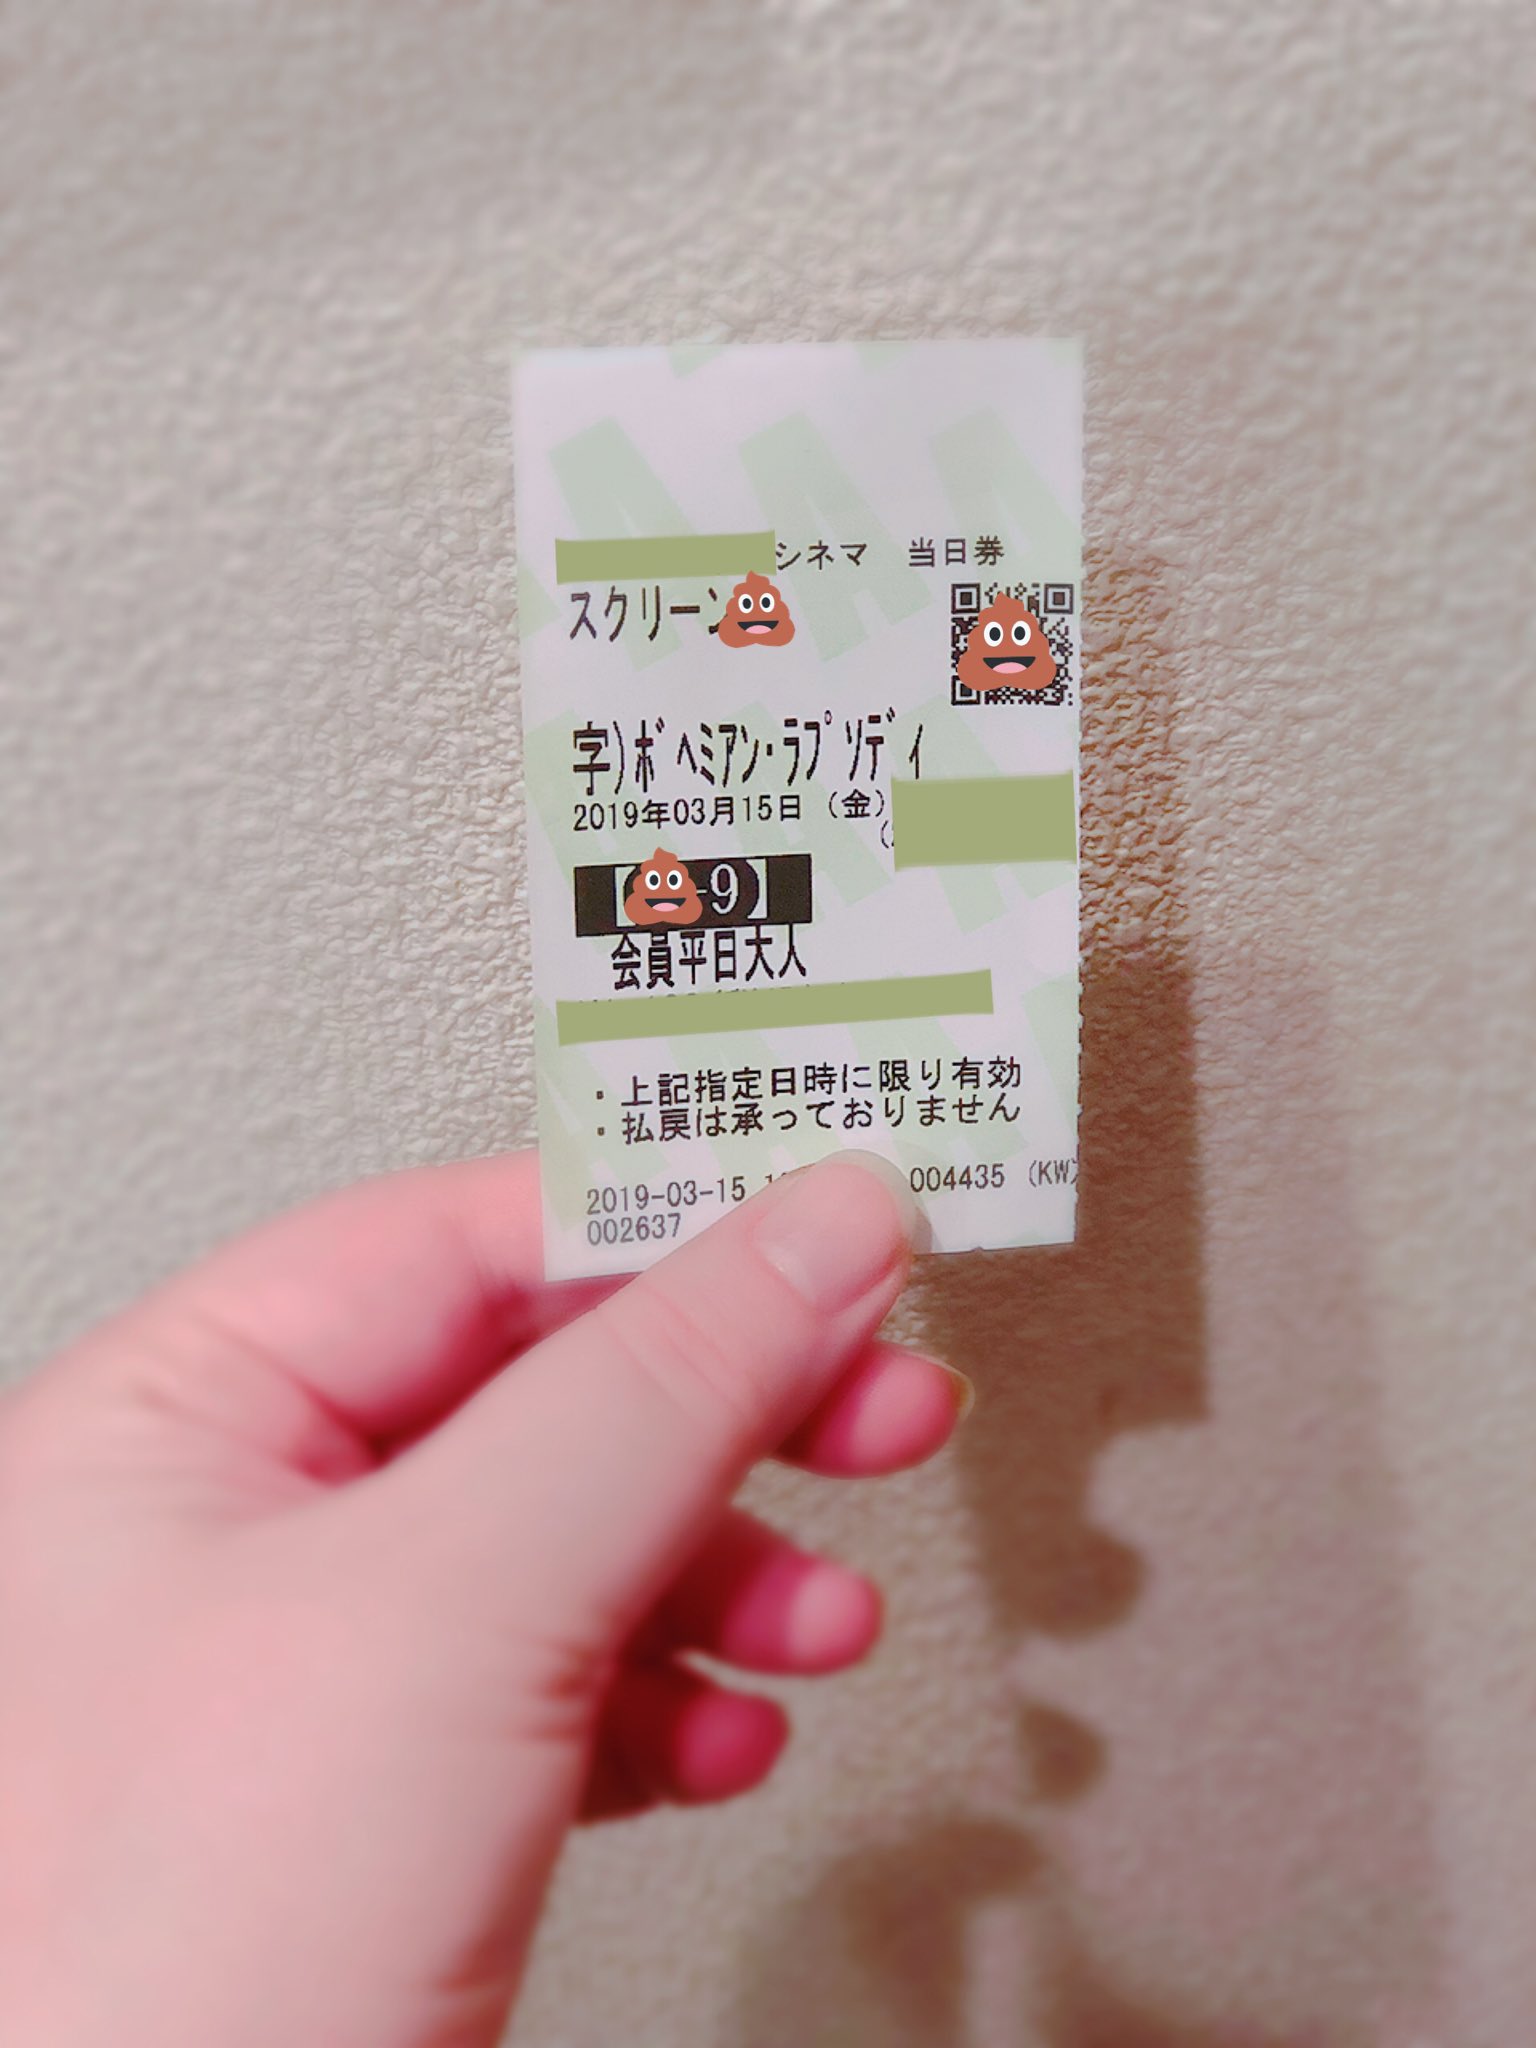 シネマ 当日券
スクリーン
字)ボヘミアン・ラプソディ
2019年03月15日 (金)
-9】
会員平日大人
・上記指定日時に限り有効
・払戻は承っておりません
2019-03-15 004435 (KW)
002637